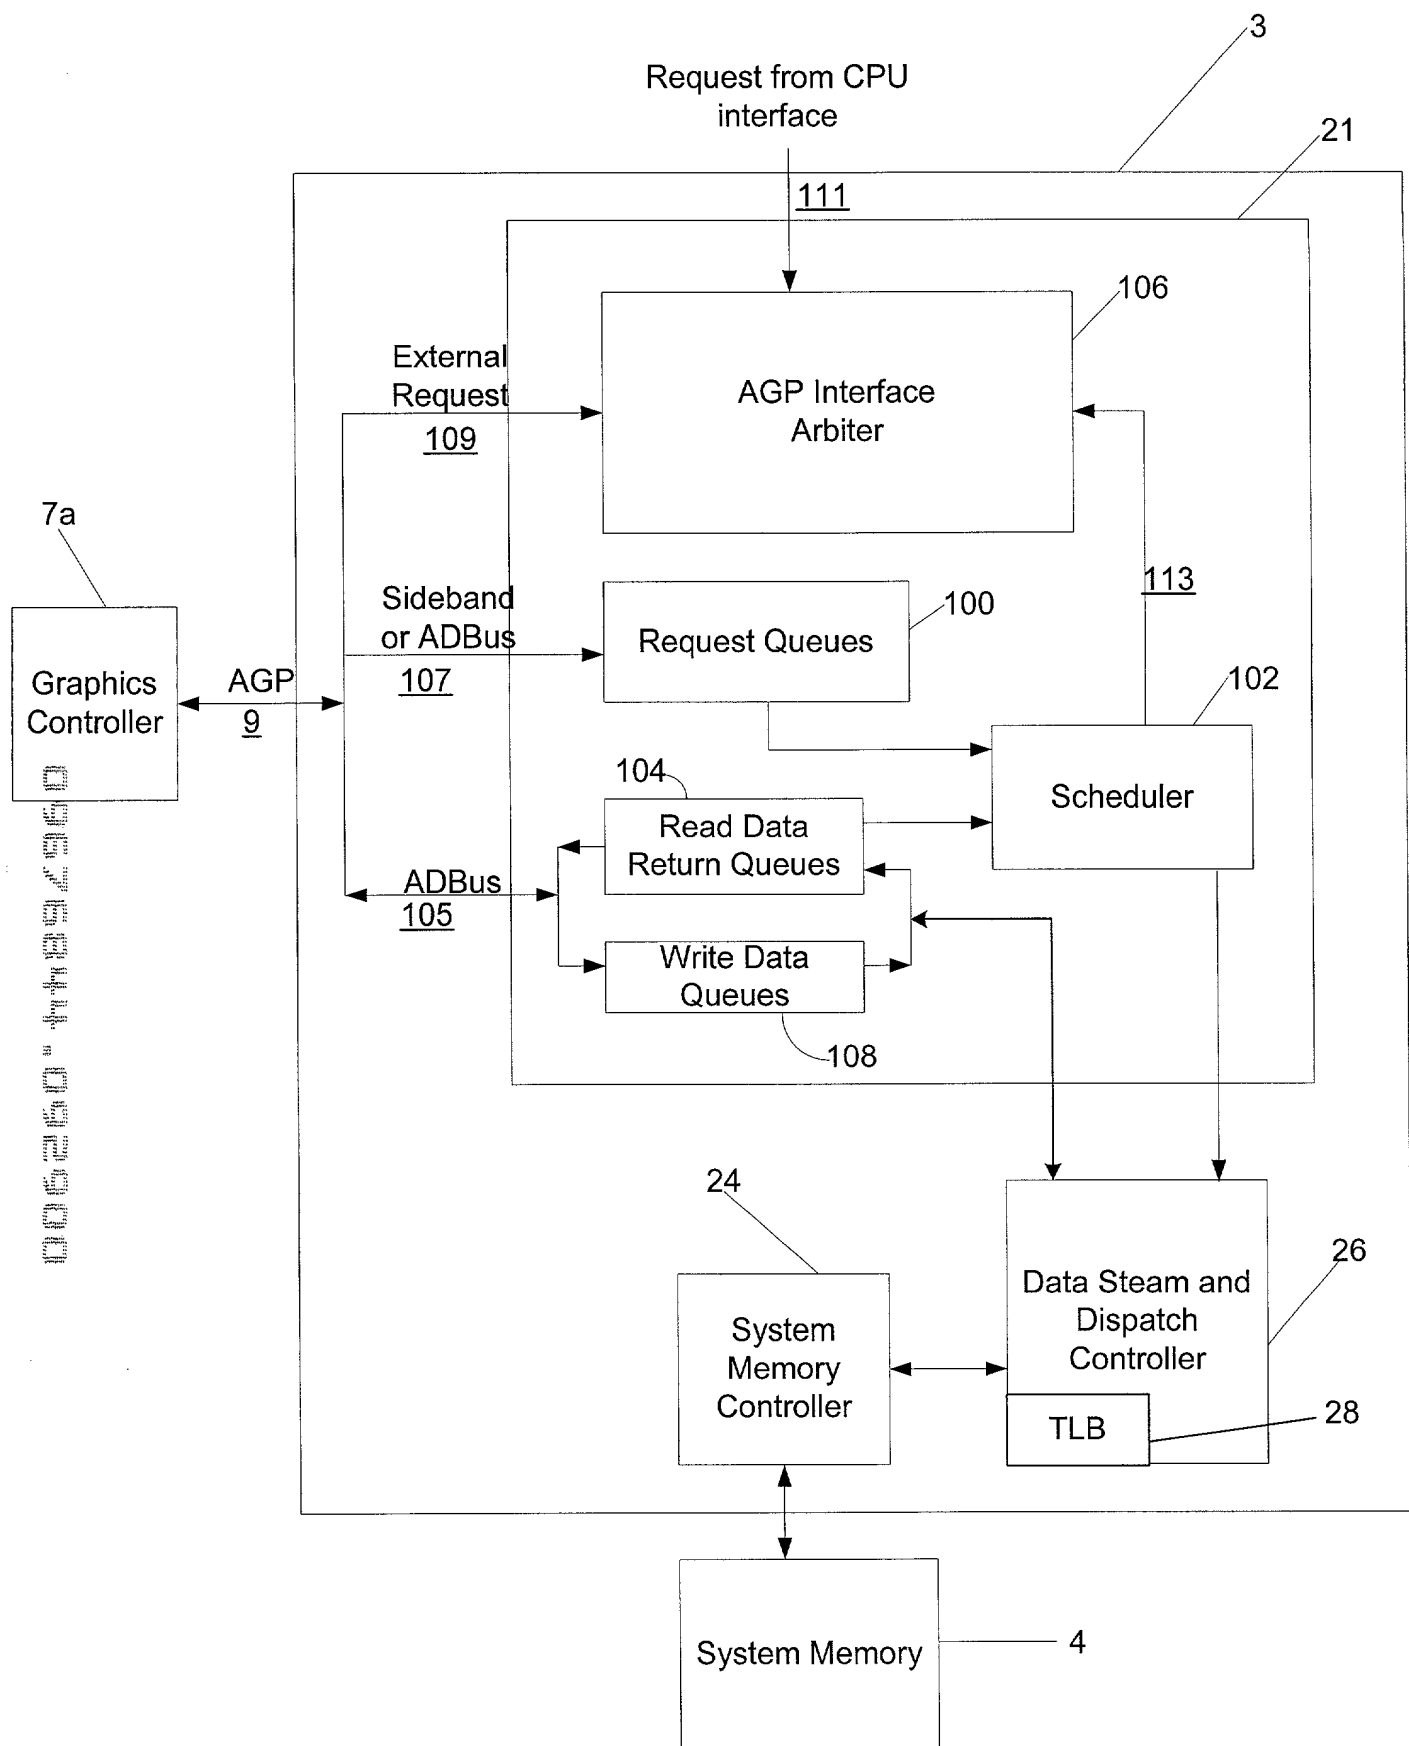 3
Request from CPU
interface
21
111
106
External
Request
109
AGP Interface
Arbiter
7a
113
Sideband
or ADBus
107
100
Request Queues
Graphics
Controller
AGP
9
102
104
Scheduler
Read Data
Return Queues
ADBus
105
Write Data
Queues
108
24
26
Data Steam and
Dispatch
Controller
System
Memory
Controller
28
TLB
System Memory
4